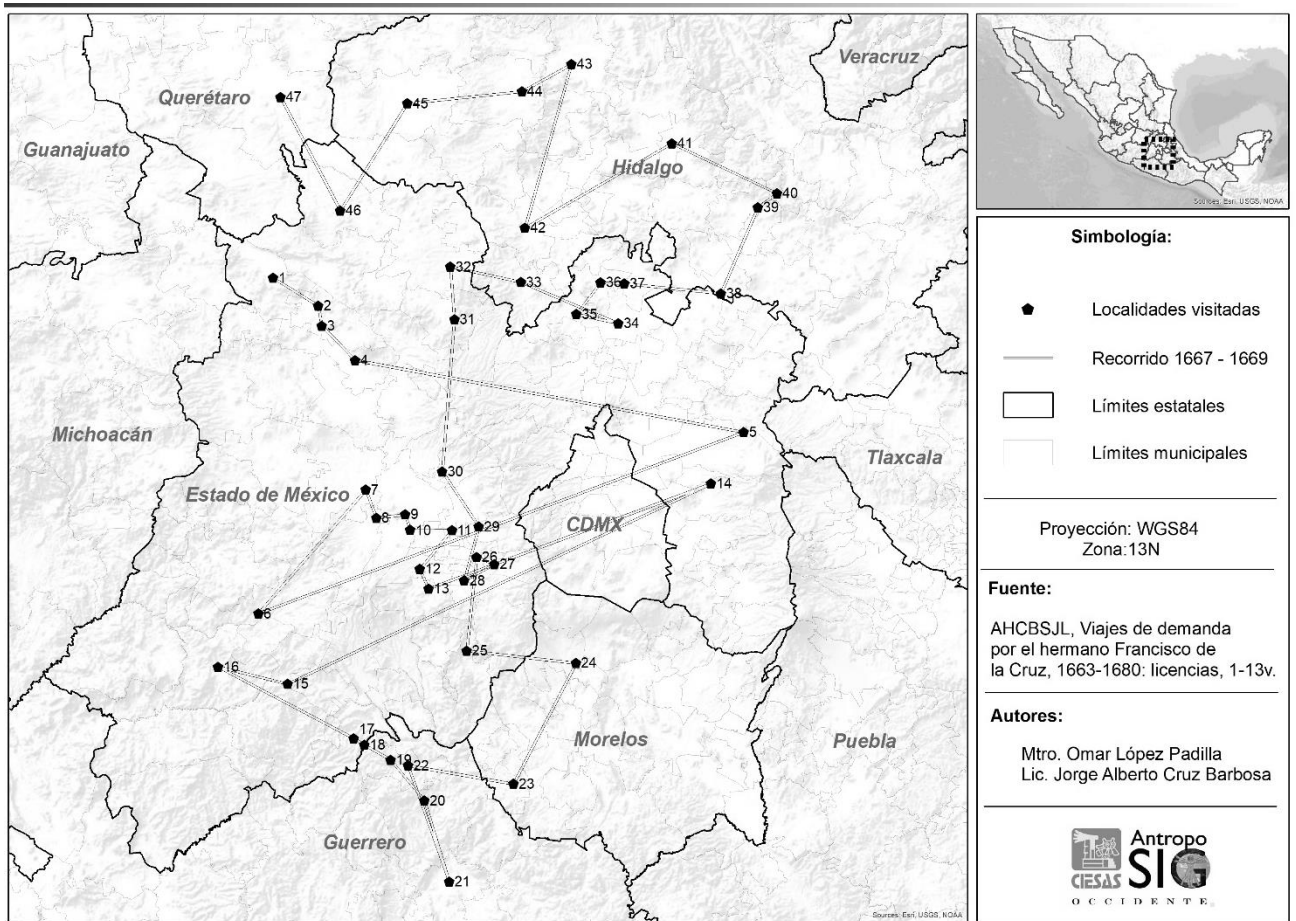 Querétaro
Veracruz
Guanajuato
Hidalgo
Michoacán
Estado de México
CDMX
Tlaxcala
Morelos
Puebla
Guerrero
1
2
3
4
5
6
7
8
9
10
11
12
13
14
15
16
17
18
19
20
21
22
23
24
25
26
27
28
29
30
31
32
33
34
35
36
37
38
39
40
41
42
43
44
45
46
47
Sources: Esri, USGS, NOAA
Sources: Esri, USGS, NOAA
Simbología:
Localidades visitadas
Recorrido 1667 - 1669
Límites estatales
Límites municipales
Proyección: WGS84
Zona:13N
Fuente:
AHCBSJL, Viajes de demanda
por el hermano Francisco de
la Cruz, 1663-1680: licencias, 1-13v.
Autores:
Mtro. Omar López Padilla
Lic. Jorge Alberto Cruz Barbosa
CIESAS
Antropo
SIG
OCCIDENTE